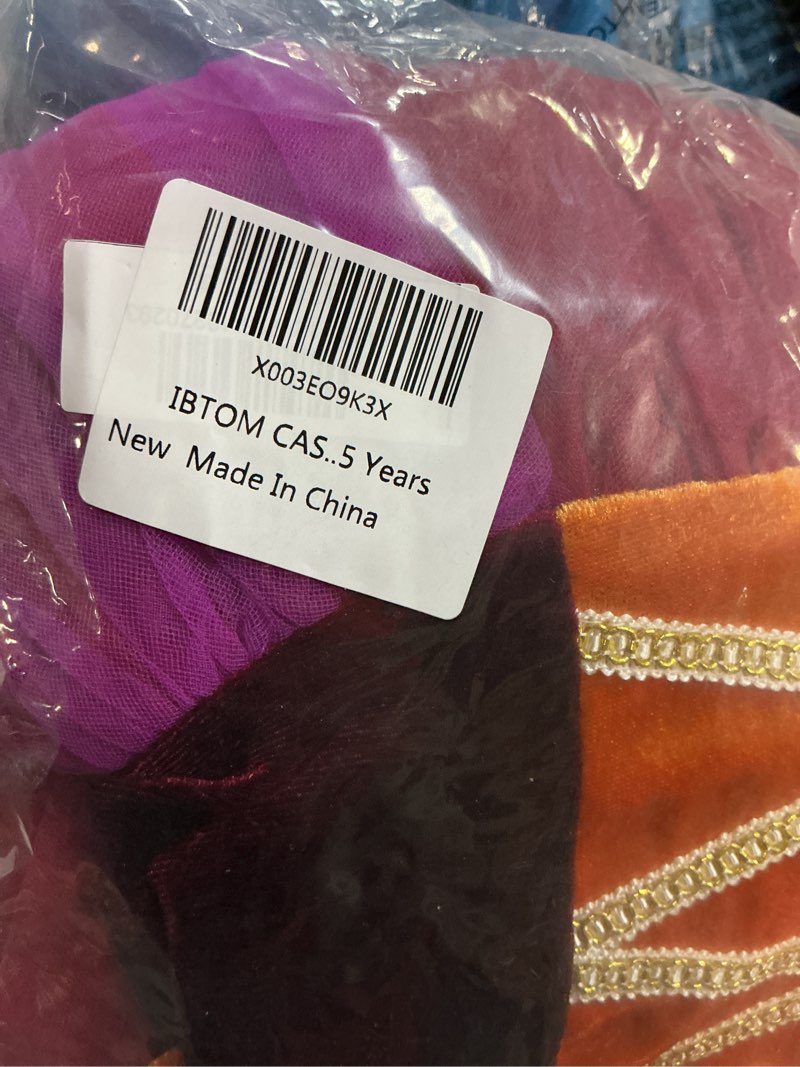 X003EO9K3X
IBTOM CAS..5 Years
New Made In China